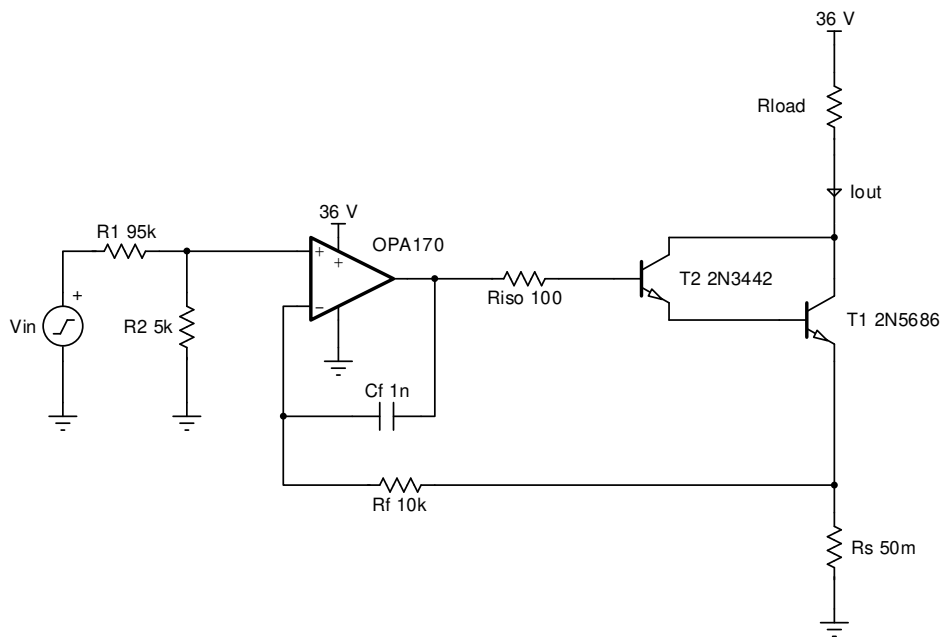 36 V
Rload
Iout
36 V
R1 95k
OPA170
+
+
−
+
Vin
R2 5k
Riso 100
T2 2N3442
T1 2N5686
Cf 1n
Rf 10k
Rs 50m